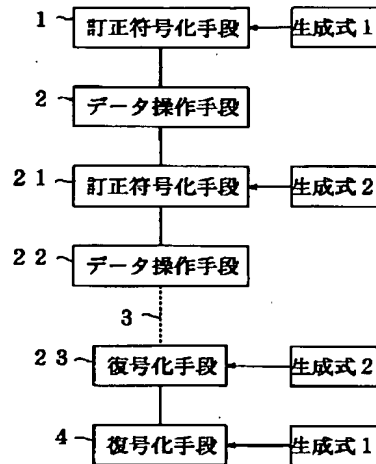 1 訂正符号化手段 生成式1
2 データ操作手段
21 訂正符号化手段 生成式2
22 データ操作手段
3
23 復号化手段 生成式2
4 復号化手段 生成式1